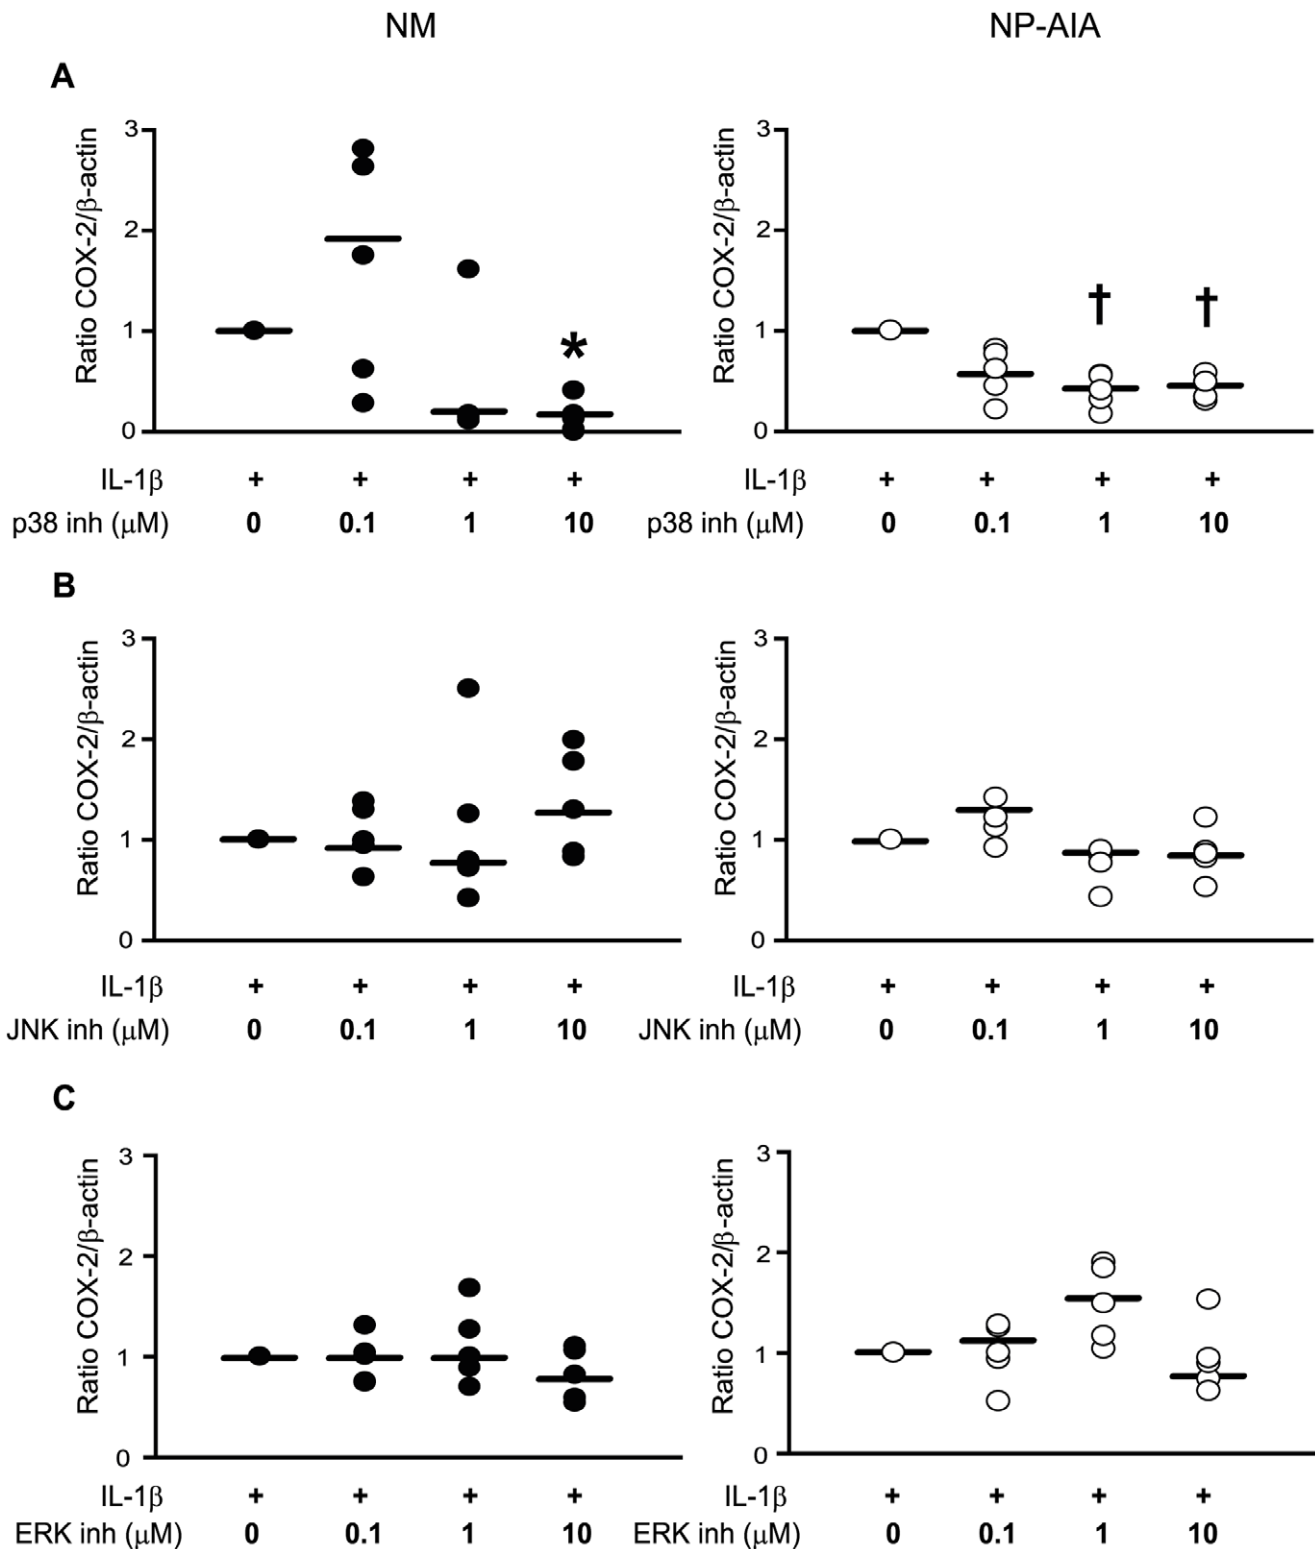 NM NP-AIA
A
Ratio COX-2/β-actin
3
2
1
0
*
IL-1β + + + +
p38 inh (μM) 0 0.1 1 10
Ratio COX-2/β-actin
3
2
1
0
† †
IL-1β + + + +
p38 inh (μM) 0 0.1 1 10
B
Ratio COX-2/β-actin
3
2
1
0
IL-1β + + + +
JNK inh (μM) 0 0.1 1 10
Ratio COX-2/β-actin
3
2
1
0
IL-1β + + + +
JNK inh (μM) 0 0.1 1 10
C
Ratio COX-2/β-actin
3
2
1
0
IL-1β + + + +
ERK inh (μM) 0 0.1 1 10
Ratio COX-2/β-actin
3
2
1
0
IL-1β + + + +
ERK inh (μM) 0 0.1 1 10